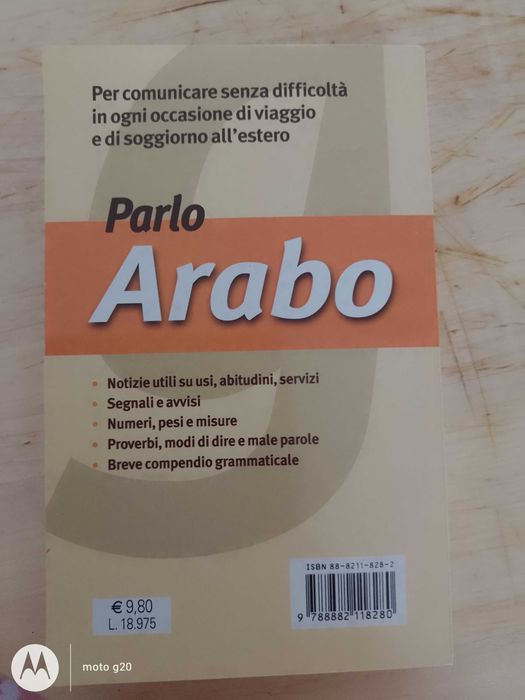 Per comunicare senza difficoltà
in ogni occasione di viaggio
e di soggiorno all'estero
Parlo
Arabo
• Notizie utili su usi, abitudini, servizi
• Segnali e avvisi
• Numeri, pesi e misure
• Proverbi, modi di dire e male parole
• Breve compendio grammaticale
ISBN 88-8211-828-2
€ 9,80
L. 18.975
9 788882 118280
moto g20